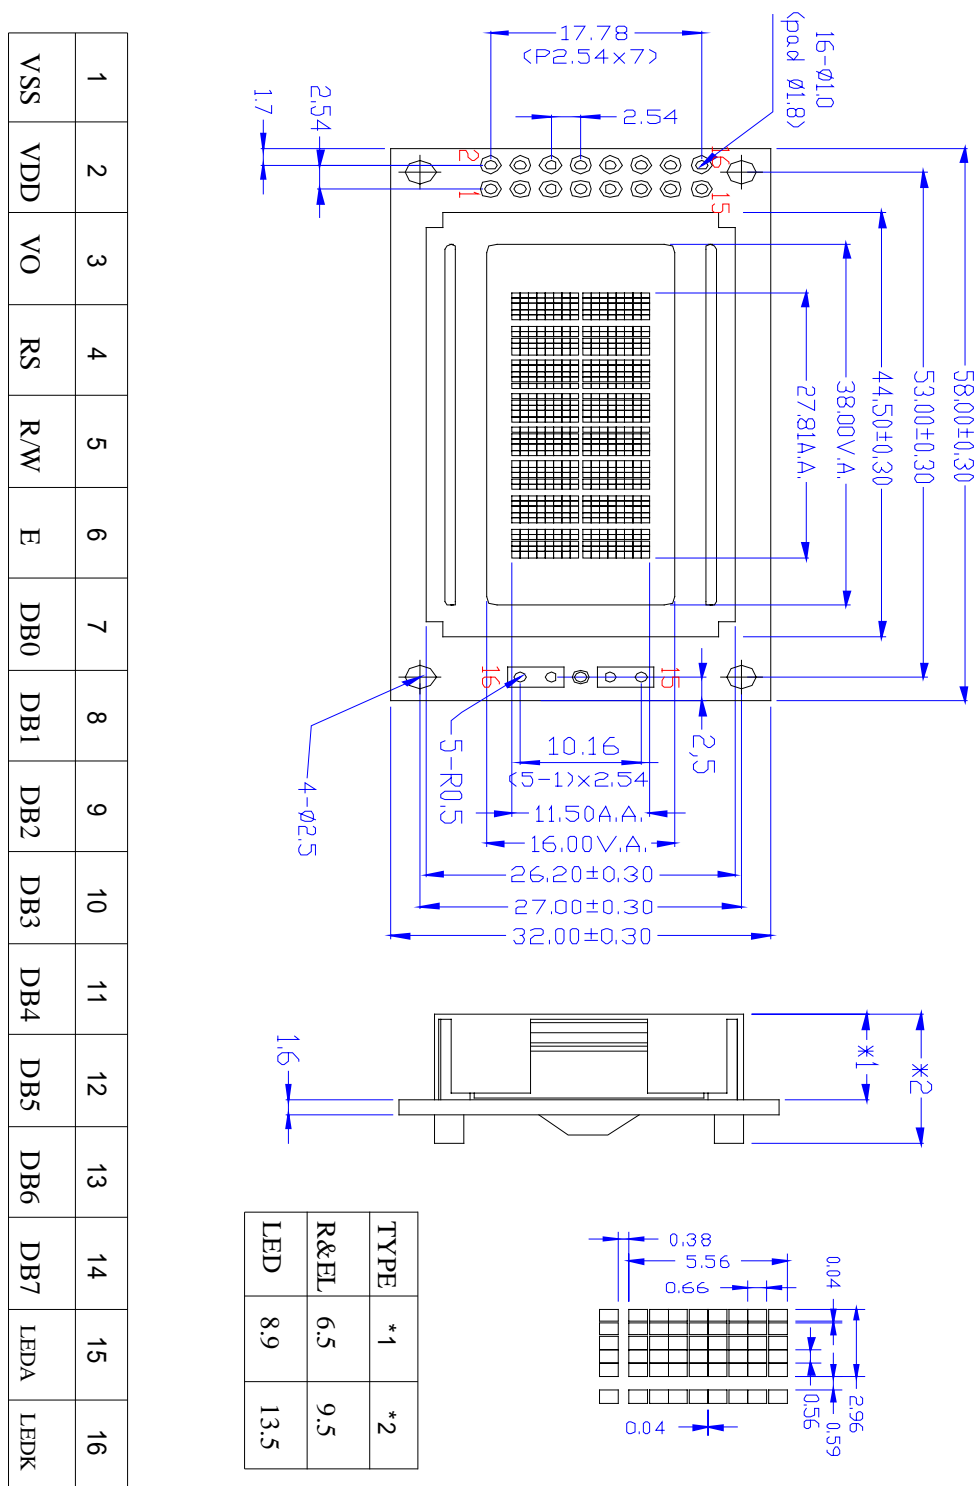 16-Ø1.0
(pad Ø1.8)
17.78
(P2.54x7)
2.54
2.54
1.7
2
16
1
15
58.00±0.30
53.00±0.30
44.50±0.30
38.00V.A.
27.81A.A.
16
15
2,5
10.16
(5-1)x2.54
11.50A.A.
16.00V.A.
26.20±0.30
27.00±0.30
32.00±0.30
5-R0.5
4-Ø2.5
1.6
*1
*2
TYPE *1 *2
R&EL 6.5 9.5
LED 8.9 13.5
0.38
5.56
0.66
0.04
2.96
0.59
0.56
0.04
1 2 3 4 5 6 7 8 9 10 11 12 13 14 15 16
VSS VDD VO RS R/W E DB0 DB1 DB2 DB3 DB4 DB5 DB6 DB7 LEDA LEDK